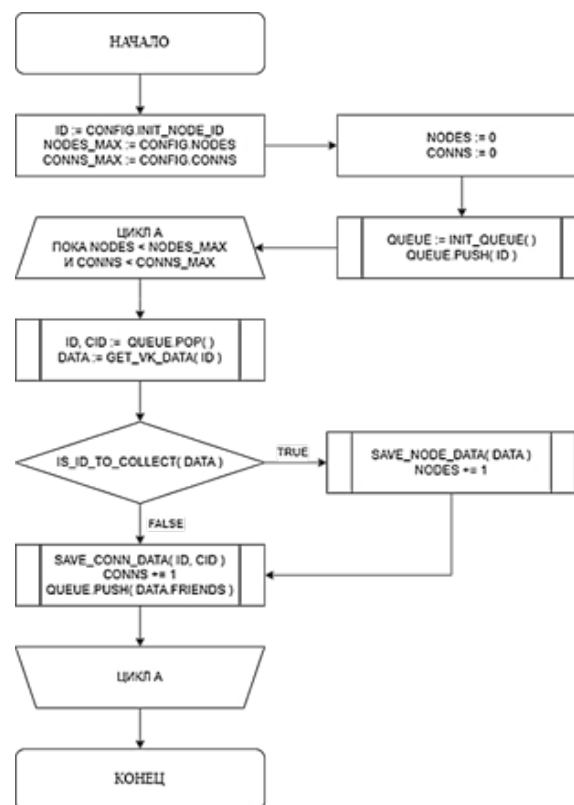 НАЧАЛО
ID := CONFIG.INIT_NODE_ID
NODES_MAX := CONFIG.NODES
CONNS_MAX := CONFIG.CONNS
NODES := 0
CONNS := 0
QUEUE := INIT_QUEUE( )
QUEUE.PUSH( ID )
ЦИКЛ А
ПОКА NODES < NODES_MAX
И CONNS < CONNS_MAX
ID, CID := QUEUE.POP( )
DATA := GET_VK_DATA( ID )
IS_ID_TO_COLLECT( DATA )
TRUE
SAVE_NODE_DATA( DATA )
NODES += 1
FALSE
SAVE_CONN_DATA( ID, CID )
CONNS += 1
QUEUE.PUSH( DATA.FRIENDS )
ЦИКЛ А
КОНЕЦ